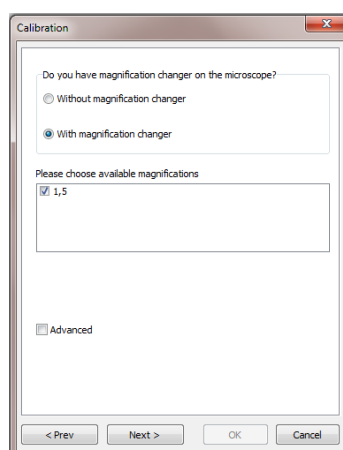 Calibration
Do you have magnification changer on the microscope?
Without magnification changer
With magnification changer
Please choose available magnifications
1,5
Advanced
< Prev Next > OK Cancel